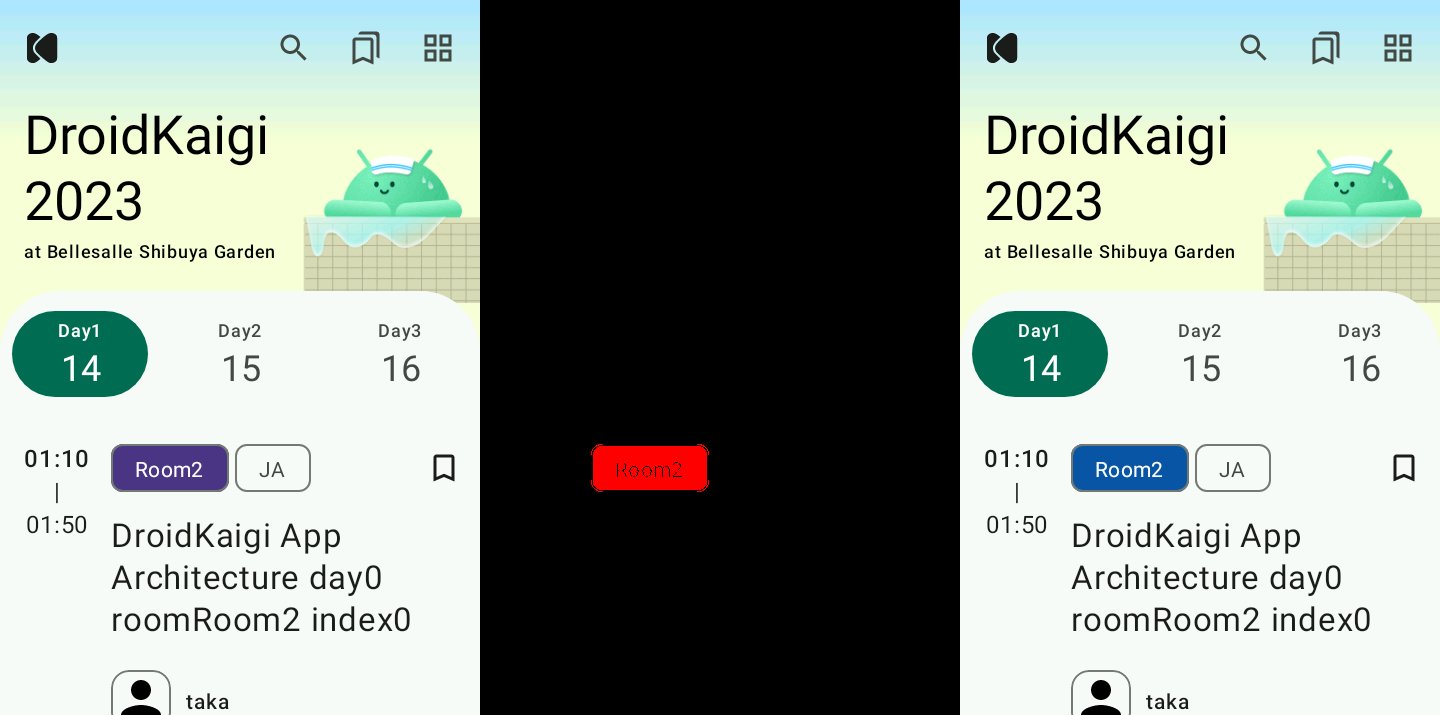 DroidKaigi
2023
at Bellesalle Shibuya Garden
Day1
Day2
Day3
14
15
16
01:10
Room2
JA
|
01:50
DroidKaigi App
Architecture day0
roomRoom2 index0
taka
Room2
DroidKaigi
2023
at Bellesalle Shibuya Garden
Day1
Day2
Day3
14
15
16
01:10
Room2
JA
|
01:50
DroidKaigi App
Architecture day0
roomRoom2 index0
taka